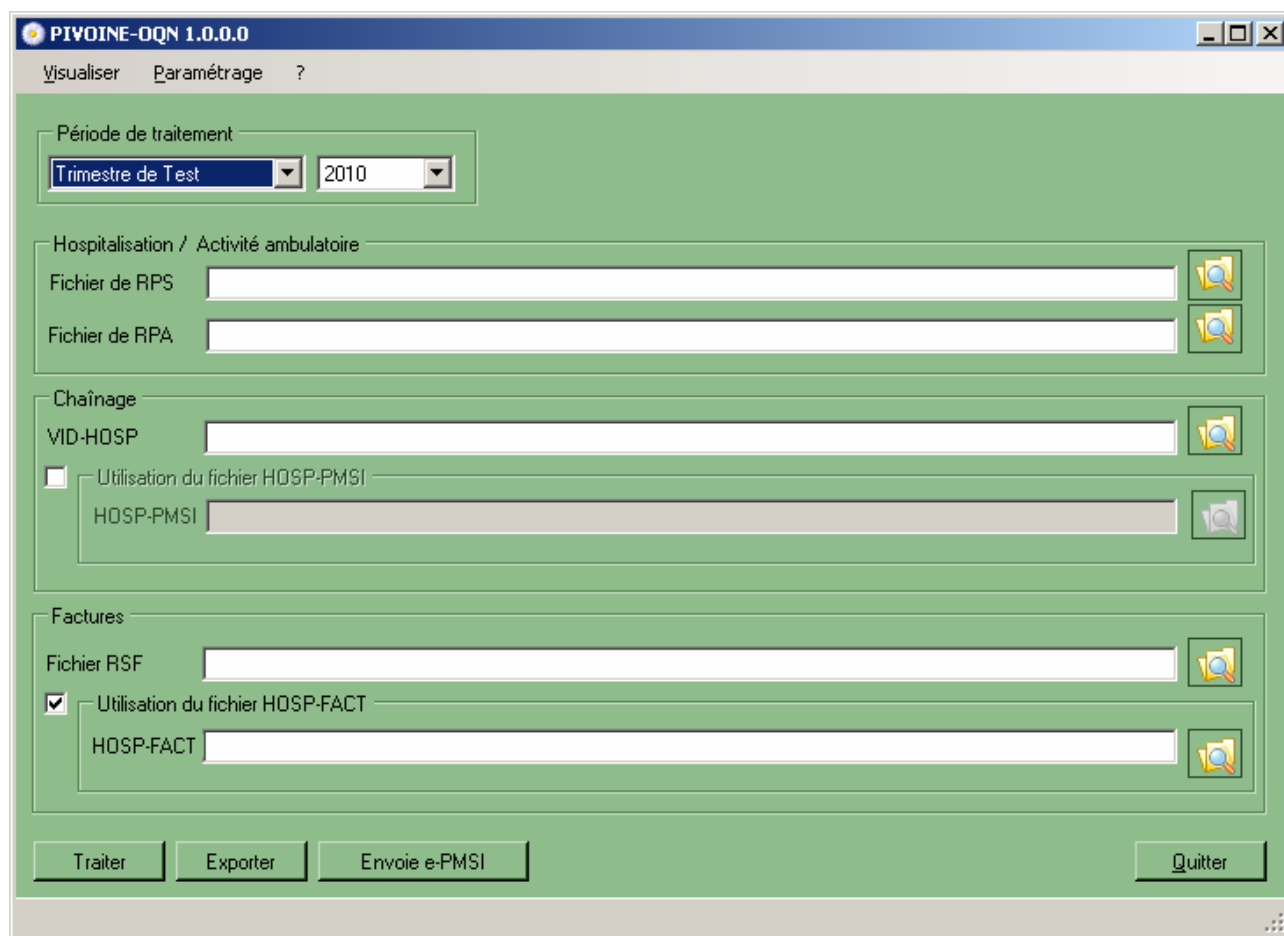 PIVOINE-OQN 1.0.0.0
Visualiser Paramétrage ?
Période de traitement
Trimestre de Test 2010
Hospitalisation / Activité ambulatoire
Fichier de RPS
Fichier de RPA
Chaînage
VID-HOSP
Utilisation du fichier HOSP-PMSI
HOSP-PMSI
Factures
Fichier RSF
Utilisation du fichier HOSP-FACT
HOSP-FACT
Traiter Exporter Envoie e-PMSI Quitter